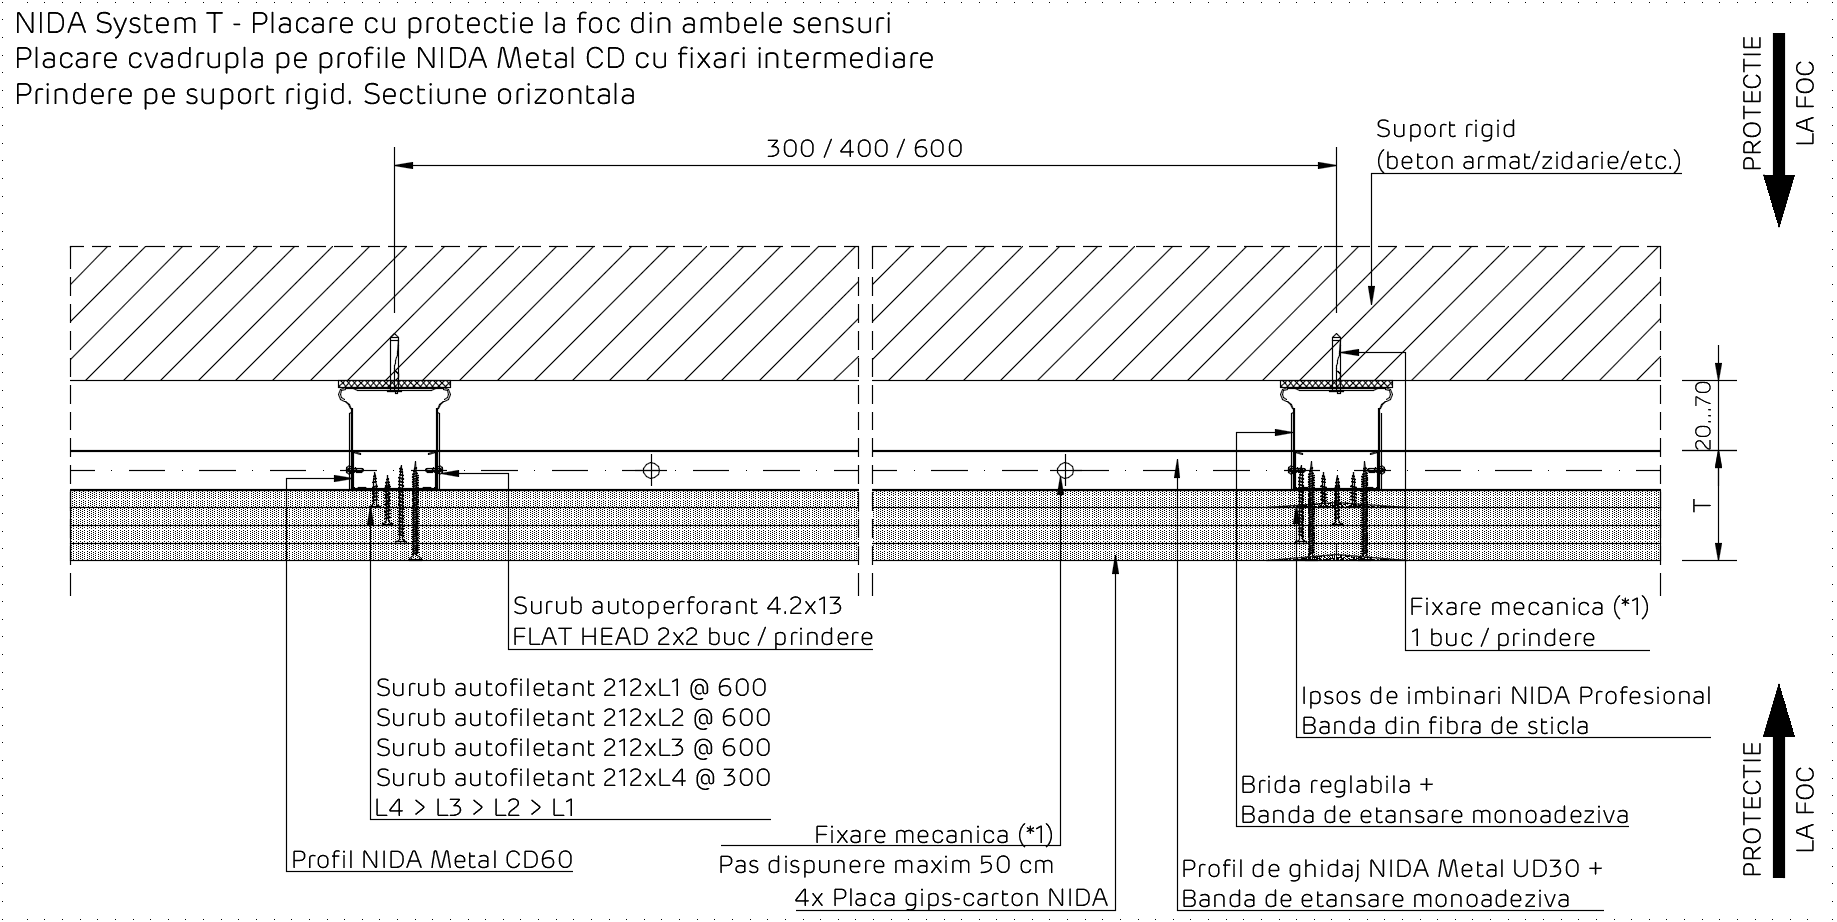 NIDA System T - Placare cu protectie la foc din ambele sensuri
Placare cvadrupla pe profile NIDA Metal CD cu fixari intermediare
Prindere pe suport rigid. Sectiune orizontala
PROTECTIE
LA FOC
300 / 400 / 600
Suport rigid
(beton armat/zidarie/etc.)
20...70
T
Surub autoperforant 4.2x13
FLAT HEAD 2x2 buc / prindere
Fixare mecanica (*1)
1 buc / prindere
Surub autofiletant 212xL1 @ 600
Surub autofiletant 212xL2 @ 600
Surub autofiletant 212xL3 @ 600
Surub autofiletant 212xL4 @ 300
L4 > L3 > L2 > L1
Ipsos de imbinari NIDA Profesional
Banda din fibra de sticla
Brida reglabila +
Banda de etansare monoadeziva
Fixare mecanica (*1)
Pas dispunere maxim 50 cm
Profil NIDA Metal CD60
4x Placa gips-carton NIDA
Profil de ghidaj NIDA Metal UD30 +
Banda de etansare monoadeziva
PROTECTIE
LA FOC